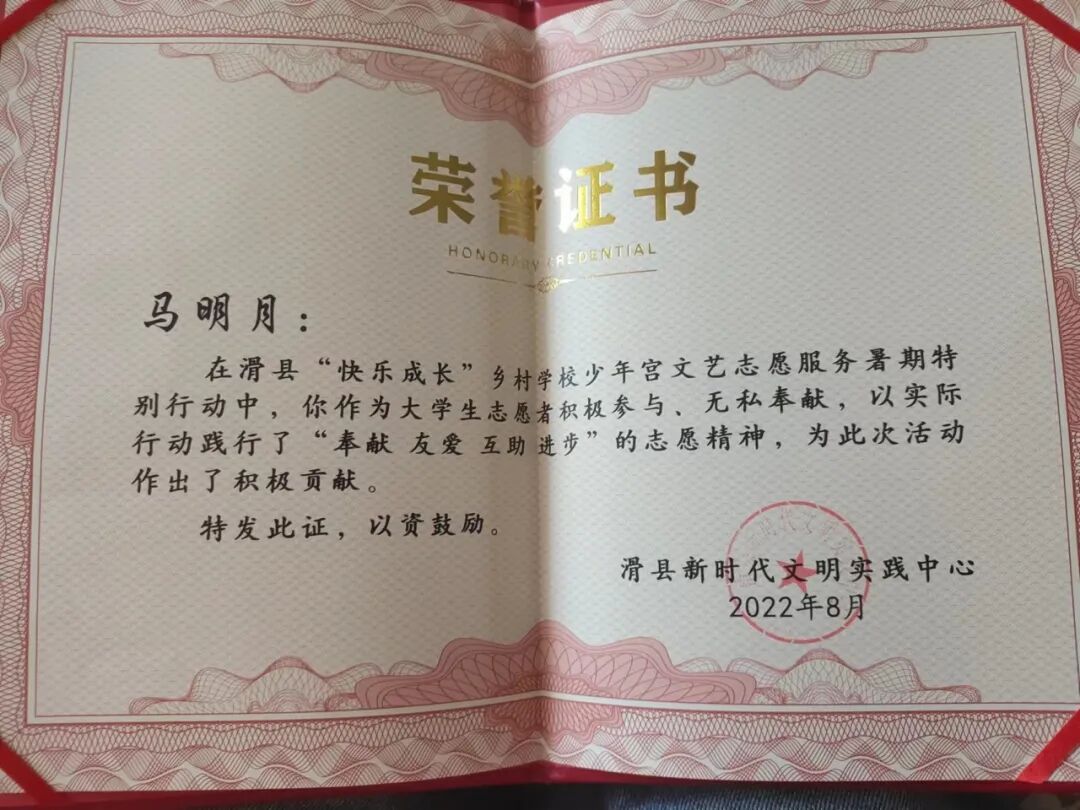 荣誉证书
HONORARY CREDENTIAL
马明月：
在滑县“快乐成长”乡村学校少年宫文艺志愿服务暑期特
别行动中，你作为大学生志愿者积极参与、无私奉献，以实际
行动践行了“奉献 友爱 互助 进步”的志愿精神，为此次活动
作出了积极贡献。
特发此证，以资鼓励。
滑县新时代文明实践中心
2022年8月